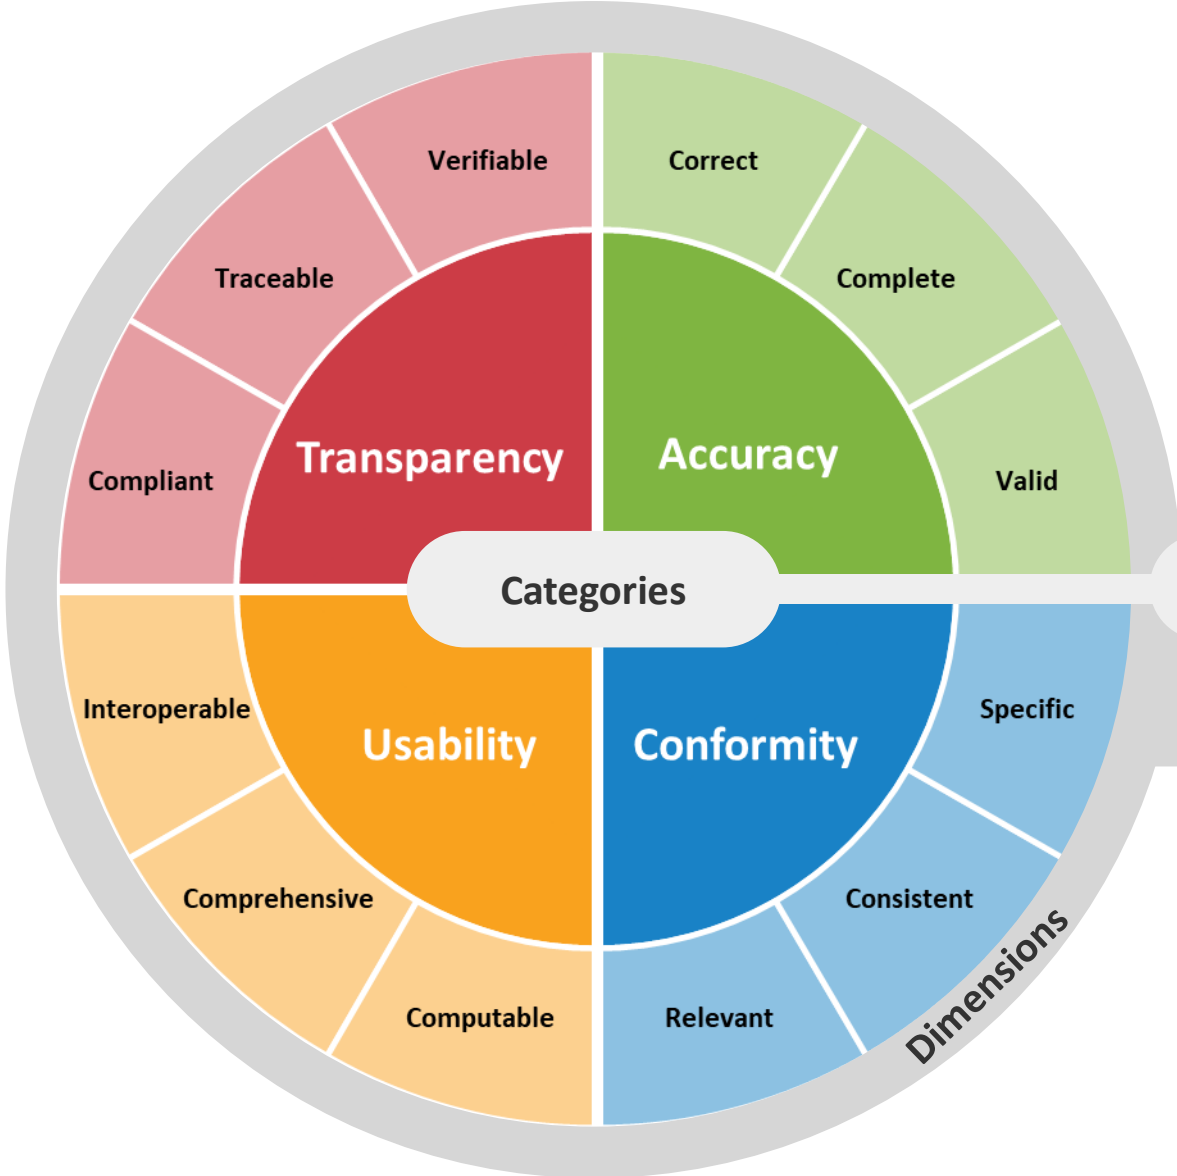 Verifiable
Correct
Traceable
Complete
Transparency
Accuracy
Compliant
Valid
Categories
Interoperable
Specific
Usability
Conformity
Comprehensive
Consistent
Dimensions
Computable
Relevant